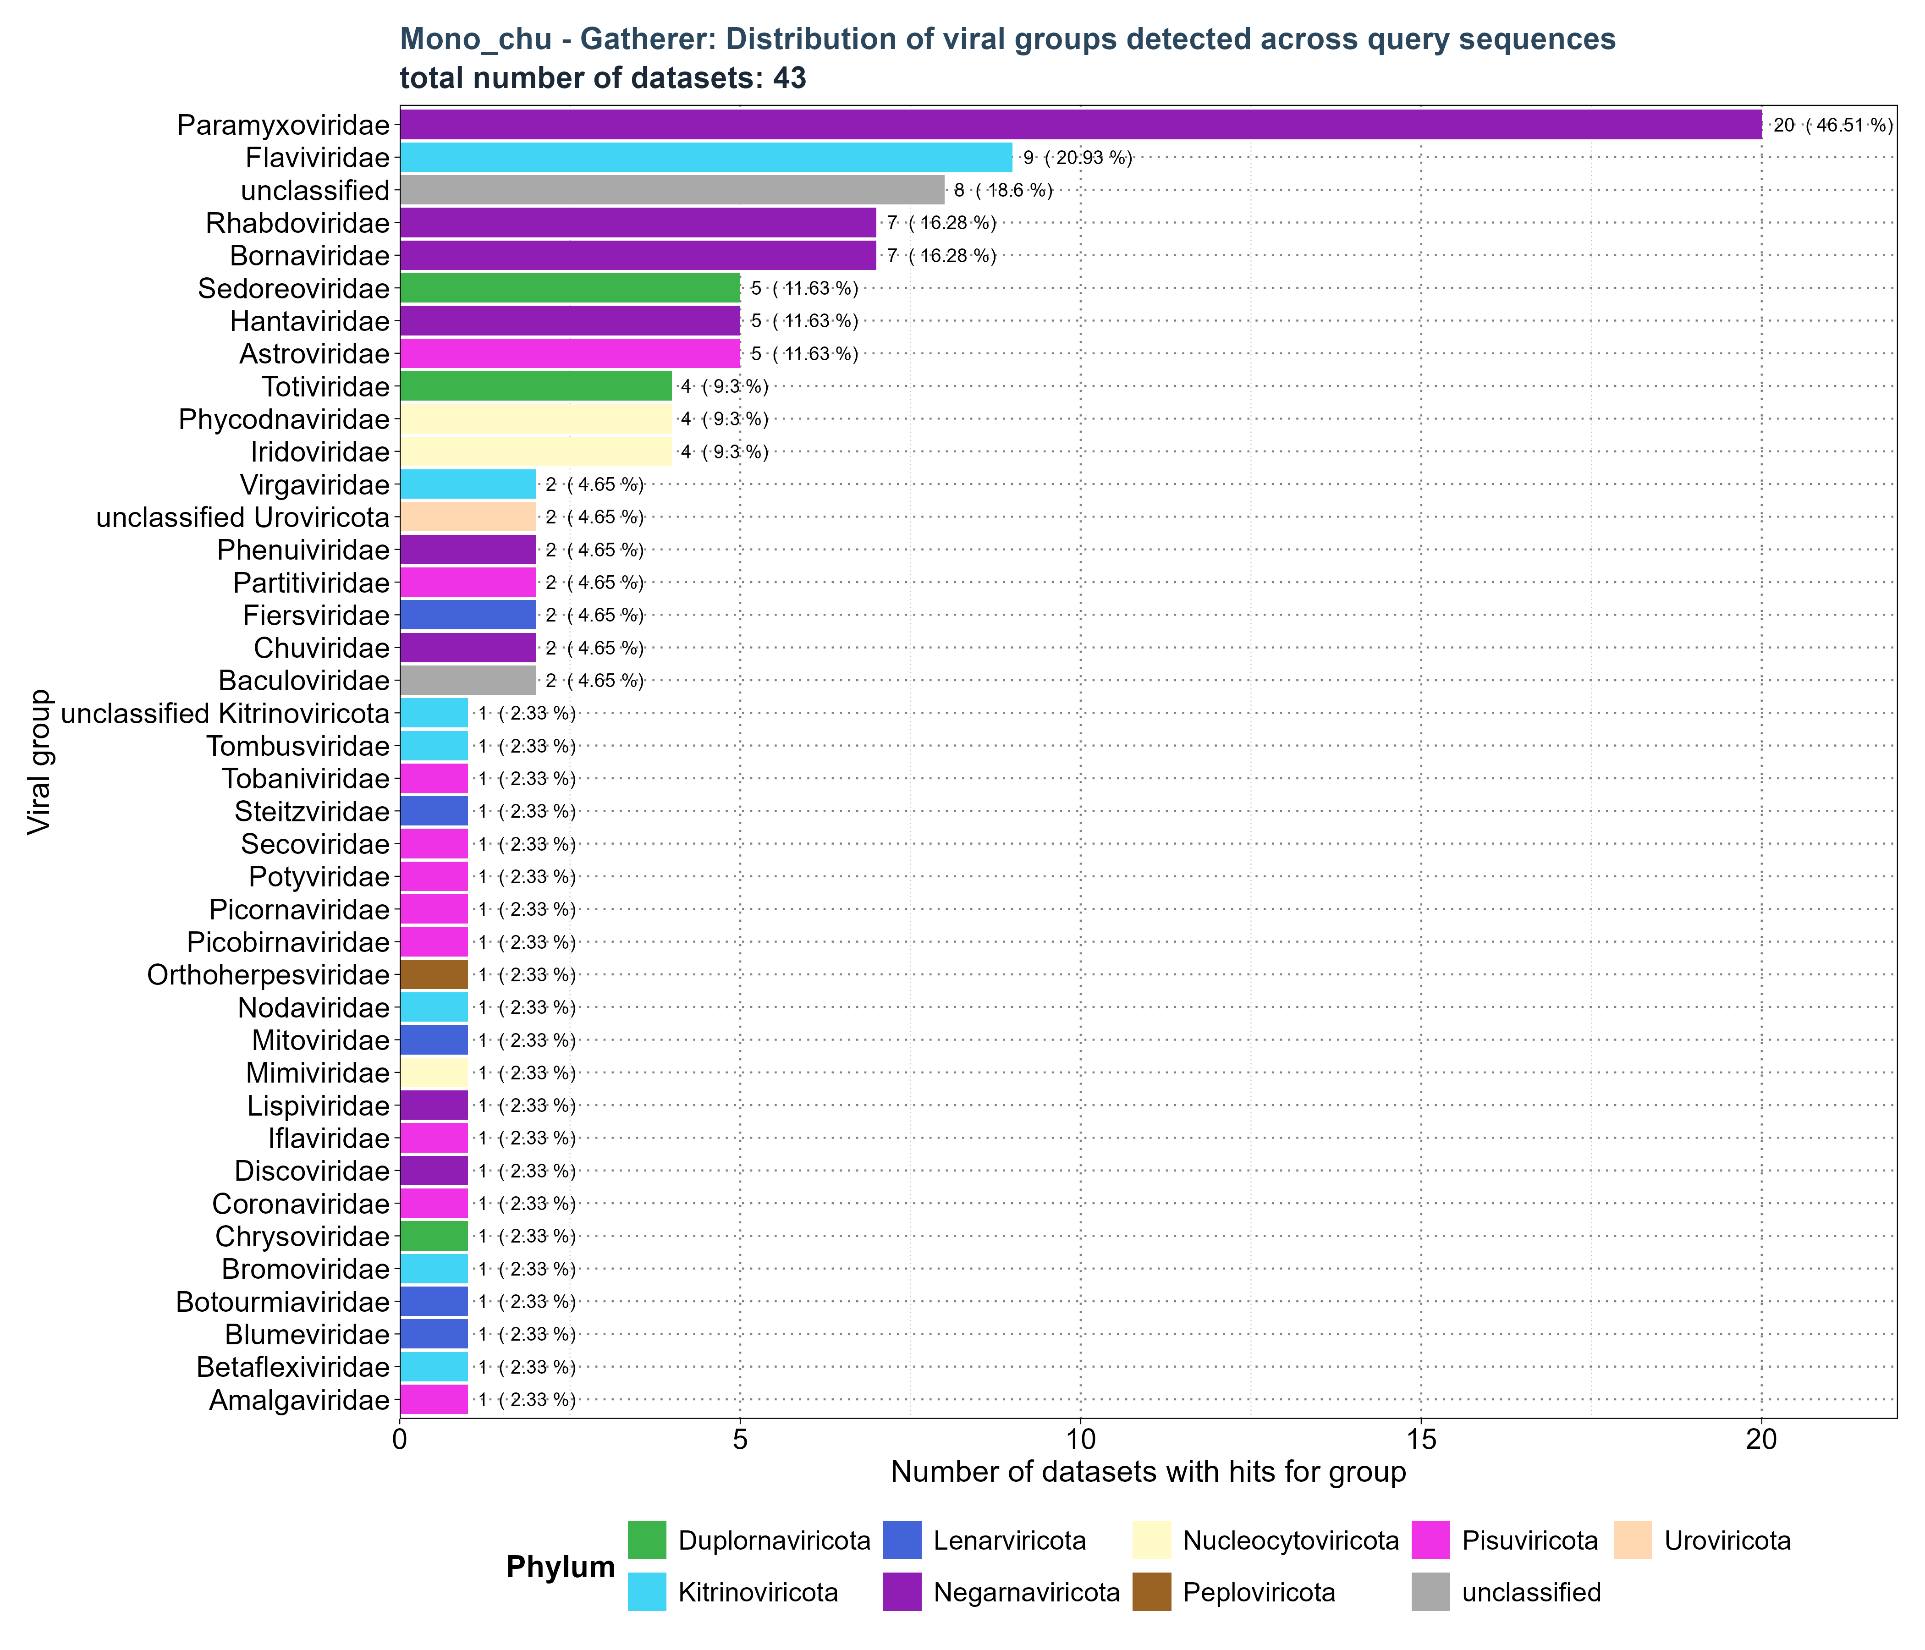 Mono_chu - Gatherer: Distribution of viral groups detected across query sequences
total number of datasets: 43
Viral group
Paramyxoviridae 20 ( 46.51 %)
Flaviviridae 9 ( 20.93 %)
unclassified 8 ( 18.6 %)
Rhabdoviridae 7 ( 16.28 %)
Bornaviridae 7 ( 16.28 %)
Sedoreoviridae 5 ( 11.63 %)
Hantaviridae 5 ( 11.63 %)
Astroviridae 5 ( 11.63 %)
Totiviridae 4 ( 9.3 %)
Phycodnaviridae 4 ( 9.3 %)
Iridoviridae 4 ( 9.3 %)
Virgaviridae 2 ( 4.65 %)
unclassified Uroviricota 2 ( 4.65 %)
Phenuiviridae 2 ( 4.65 %)
Partitiviridae 2 ( 4.65 %)
Fiersviridae 2 ( 4.65 %)
Chuviridae 2 ( 4.65 %)
Baculoviridae 2 ( 4.65 %)
unclassified Kitrinoviricota 1 ( 2.33 %)
Tombusviridae 1 ( 2.33 %)
Tobaniviridae 1 ( 2.33 %)
Steitzviridae 1 ( 2.33 %)
Secoviridae 1 ( 2.33 %)
Potyviridae 1 ( 2.33 %)
Picornaviridae 1 ( 2.33 %)
Picobirnaviridae 1 ( 2.33 %)
Orthoherpesviridae 1 ( 2.33 %)
Nodaviridae 1 ( 2.33 %)
Mitoviridae 1 ( 2.33 %)
Mimiviridae 1 ( 2.33 %)
Lispiviridae 1 ( 2.33 %)
Iflaviridae 1 ( 2.33 %)
Discoviridae 1 ( 2.33 %)
Coronaviridae 1 ( 2.33 %)
Chrysoviridae 1 ( 2.33 %)
Bromoviridae 1 ( 2.33 %)
Botourmiaviridae 1 ( 2.33 %)
Blumeviridae 1 ( 2.33 %)
Betaflexiviridae 1 ( 2.33 %)
Amalgaviridae 1 ( 2.33 %)
0 5 10 15 20
Number of datasets with hits for group
Phylum
Duplornaviricota Lenarviricota Nucleocytoviricota Pisuviricota Uroviricota
Kitrinoviricota Negarnaviricota Peploviricota unclassified